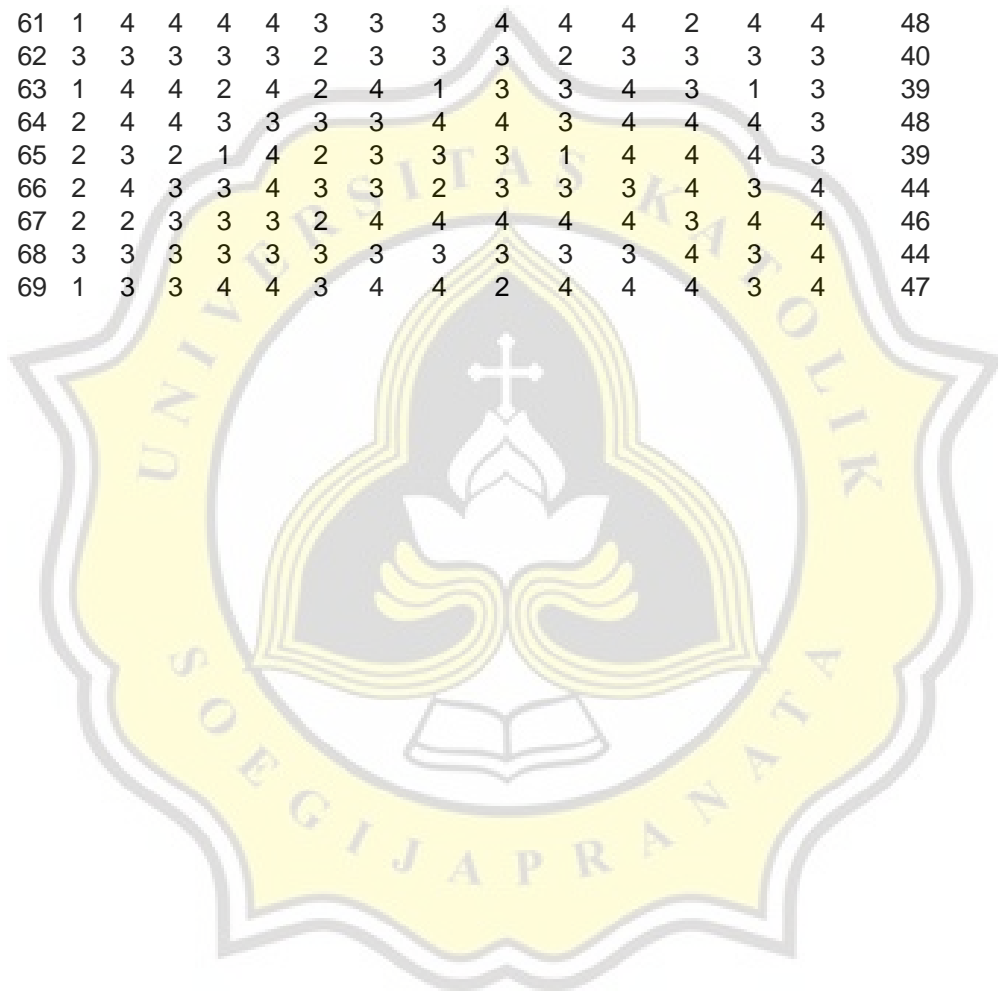 61 1 4 4 4 4 3 3 3 4 4 4 2 4 4 48
62 3 3 3 3 3 2 3 3 3 2 3 3 3 3 40
63 1 4 4 2 4 2 4 1 3 3 4 3 1 3 39
64 2 4 4 3 3 3 3 4 4 3 4 4 4 3 48
65 2 3 2 1 4 2 3 3 3 1 4 4 4 3 39
66 2 4 3 3 4 3 3 2 3 3 3 4 3 4 44
67 2 2 3 3 3 2 4 4 4 4 4 3 4 4 46
68 3 3 3 3 3 3 3 3 3 3 3 4 3 4 44
69 1 3 3 4 4 3 4 4 2 4 4 4 3 4 47
UNIVERSITAS KATOLIK
SOEGIJAPRANATA